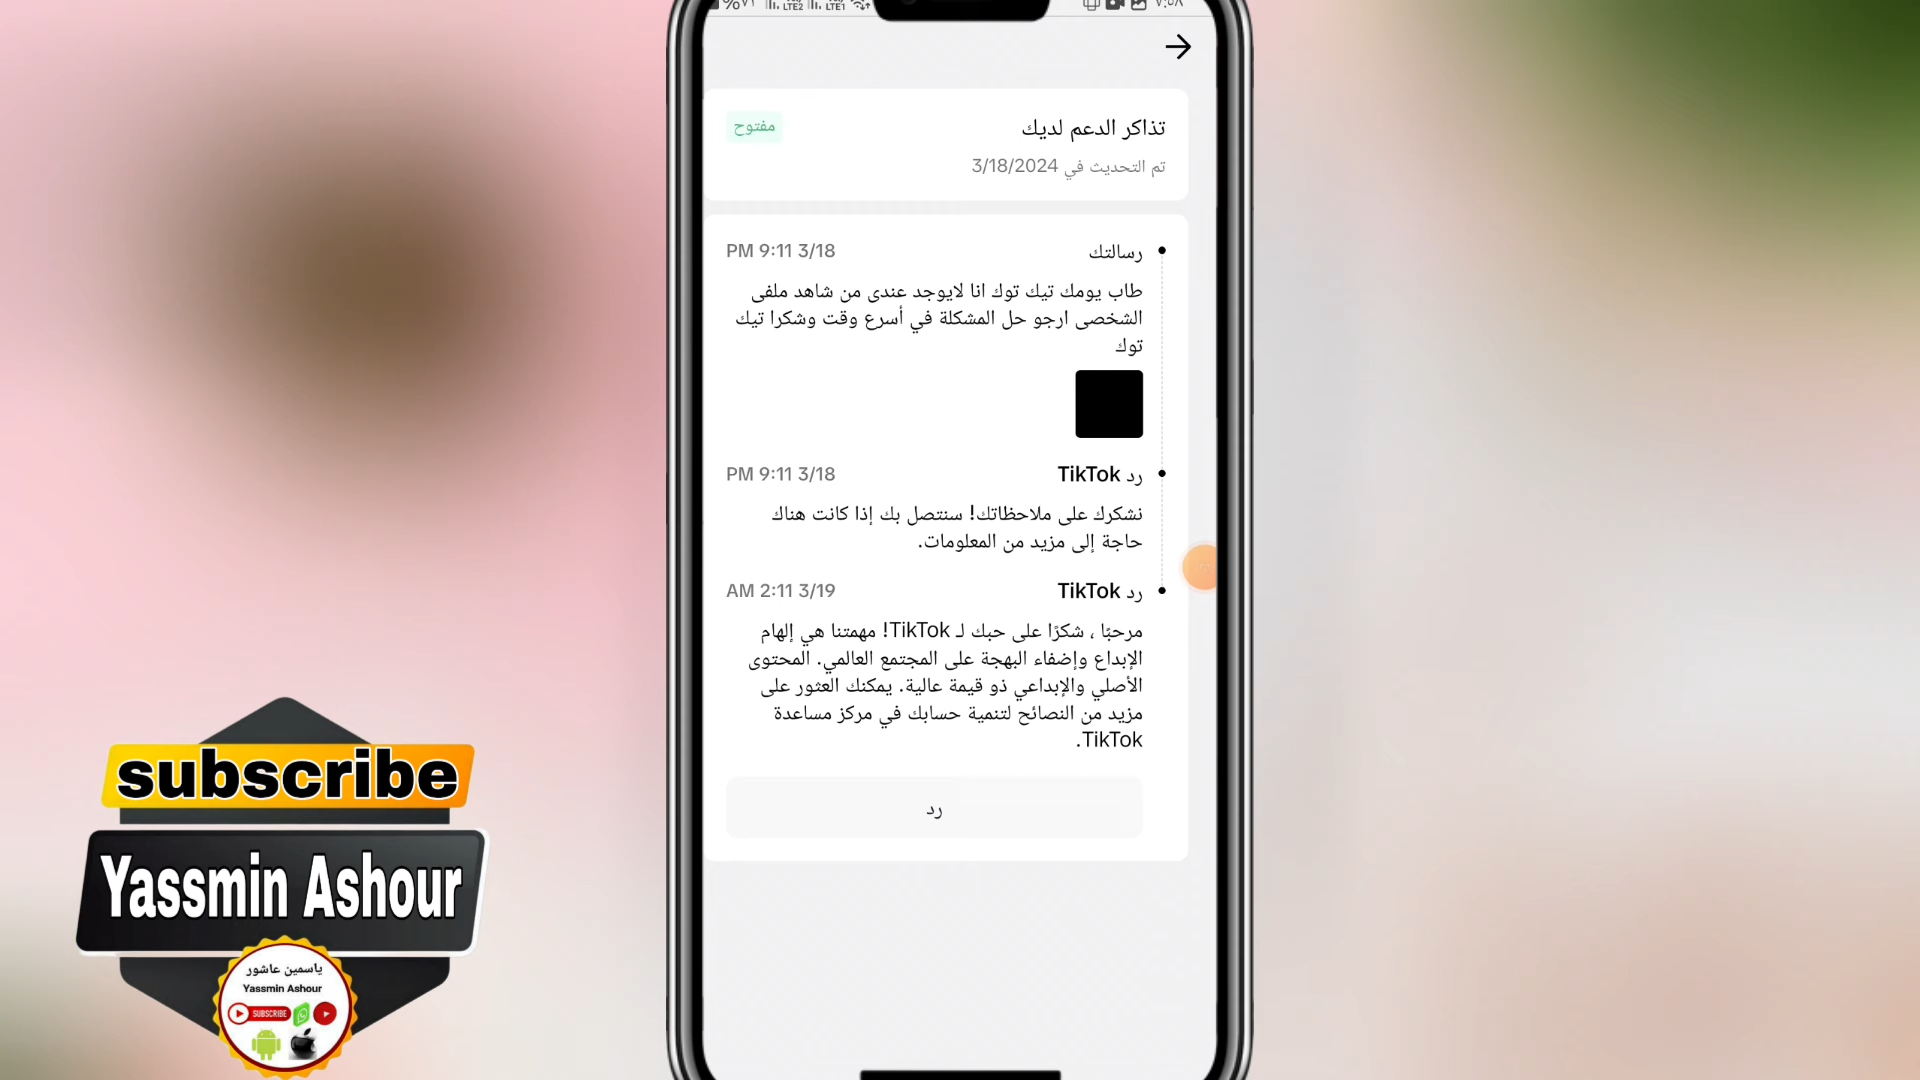 %٧١ LTE2 LTE1 ٧:٥٨
تذاكر الدعم لديك
مفتوح
تم التحديث في 3/18/2024
رسالتك
PM 9:11 3/18
طاب يومك تيك توك انا لايوجد عندى من شاهد ملفى
الشخصى ارجو حل المشكلة في أسرع وقت وشكرا تيك
توك
رد TikTok
PM 9:11 3/18
نشكرك على ملاحظاتك! سنتصل بك إذا كانت هناك
حاجة إلى مزيد من المعلومات.
رد TikTok
AM 2:11 3/19
مرحبًا ، شكرًا على حبك لـ TikTok! مهمتنا هي إلهام
الإبداع وإضفاء البهجة على المجتمع العالمي. المحتوى
الأصلي والإبداعي ذو قيمة عالية. يمكنك العثور على
مزيد من النصائح لتنمية حسابك في مركز مساعدة
TikTok.
رد
subscribe
Yassmin Ashour
ياسمين عاشور
Yassmin Ashour
SUBSCRIBE